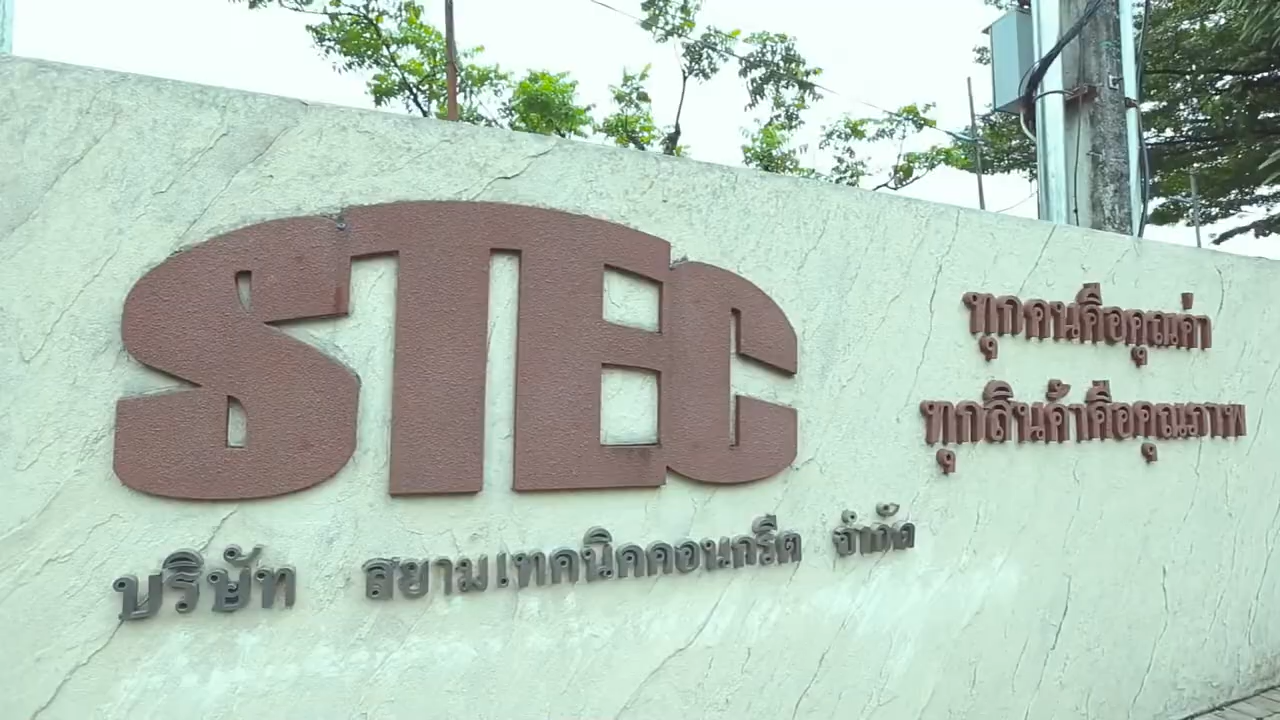 STEC
บริษัท สยามเทคนิคคอนกรีต จำกัด
ทุกคนคือคุณค่า
ทุกสินค้าคือคุณภาพ